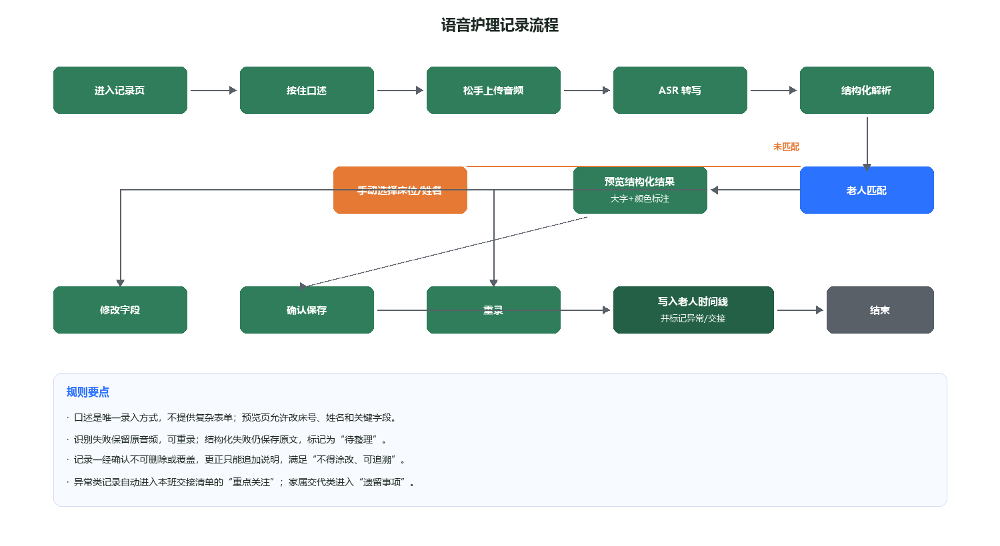 语音护理记录流程
进入记录页
按住口述
松手上传音频
ASR 转写
结构化解析
未匹配
手动选择床位/姓名
预览结构化结果
大字+颜色标注
老人匹配
修改字段
确认保存
重录
写入老人时间线
并标记异常/交接
结束
规则要点
· 口述是唯一录入方式，不提供复杂表单；预览页允许改床号、姓名和关键字段。
· 识别失败保留原音频，可重录；结构化失败仍保存原文，标记为“待整理”。
· 记录一经确认不可删除或覆盖，更正只能追加说明，满足“不得涂改、可追溯”。
· 异常类记录自动进入本班交接清单的“重点关注”；家属交代类进入“遗留事项”。